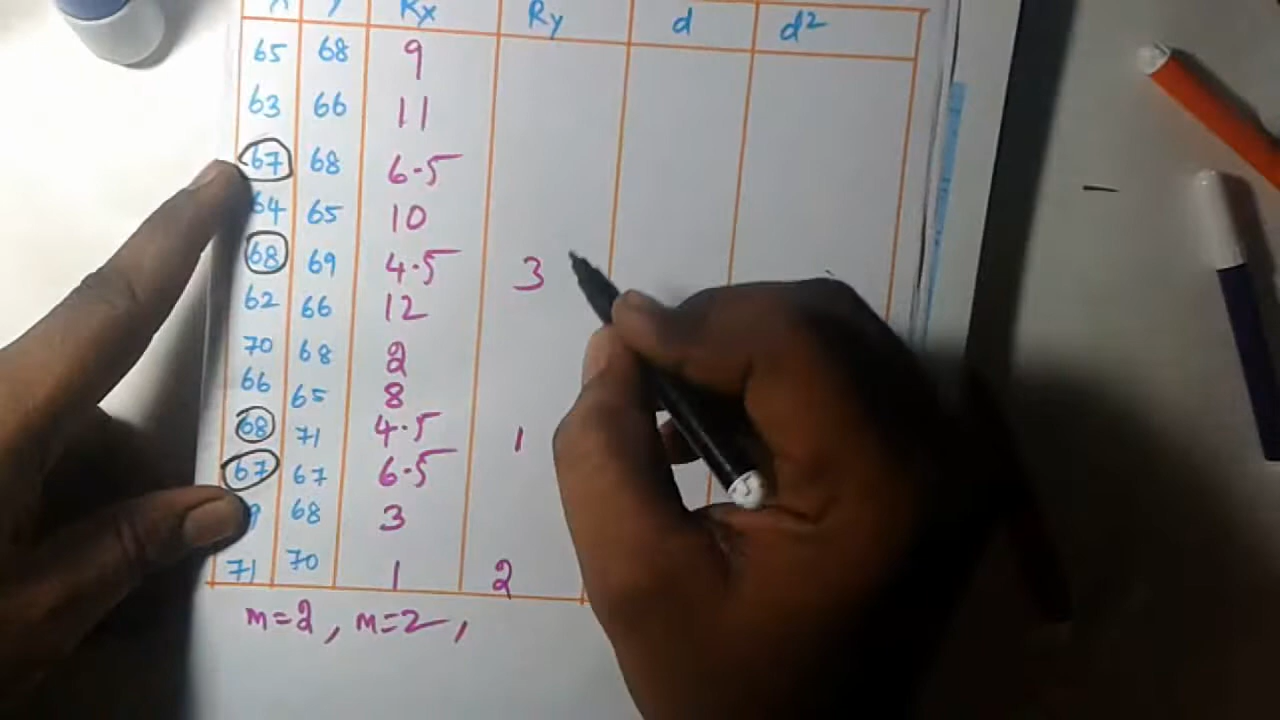 Rx Ry d d²
65 68 9
63 66 11
67 68 6.5
64 65 10
68 69 4.5 3
62 66 12
70 68 2
66 65 8
68 71 4.5 1
67 67 6.5
68 3
71 70 1 2
m=2, m=2,